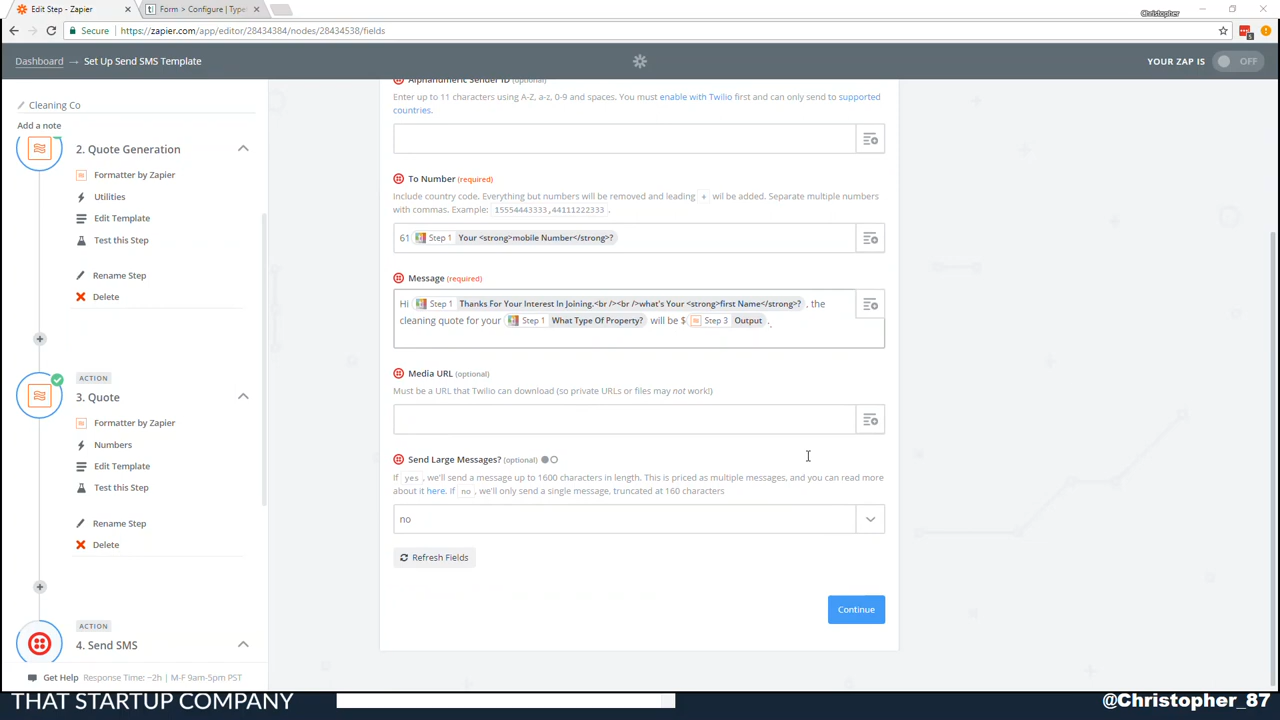 Edit Step - Zapier
Form > Configure | Type
Christopher
Secure
https://zapier.com/app/editor/28434384/nodes/28434538/fields
Dashboard → Set Up Send SMS Template
YOUR ZAP IS OFF
Cleaning Co
Add a note
2. Quote Generation
Formatter by Zapier
Utilities
Edit Template
Test this Step
Rename Step
Delete
ACTION
3. Quote
Formatter by Zapier
Numbers
Edit Template
Test this Step
Rename Step
Delete
ACTION
4. Send SMS
Get Help Response Time: ~2h | M-F 9am-5pm PST
Alphanumeric Sender ID (optional)
Enter up to 11 characters using A-Z, a-z, 0-9 and spaces. You must enable with Twilio first and can only send to supported
countries.
To Number (required)
Include country code. Everything but numbers will be removed and leading + wil be added. Separate multiple numbers
with commas. Example: 15554443333,44111222333 .
61 Step 1 Your <strong>mobile Number</strong>?
Message (required)
Hi Step 1 Thanks For Your Interest In Joining.<br /><br />what's Your <strong>first Name</strong>? , the
cleaning quote for your Step 1 What Type Of Property? will be $ Step 3 Output .
Media URL (optional)
Must be a URL that Twilio can download (so private URLs or files may not work!)
Send Large Messages? (optional)
If yes , we'll send a message up to 1600 characters in length. This is priced as multiple messages, and you can read more
about it here. If no , we'll only send a single message, truncated at 160 characters
no
Refresh Fields
Continue
THAT STARTUP COMPANY
@Christopher_87